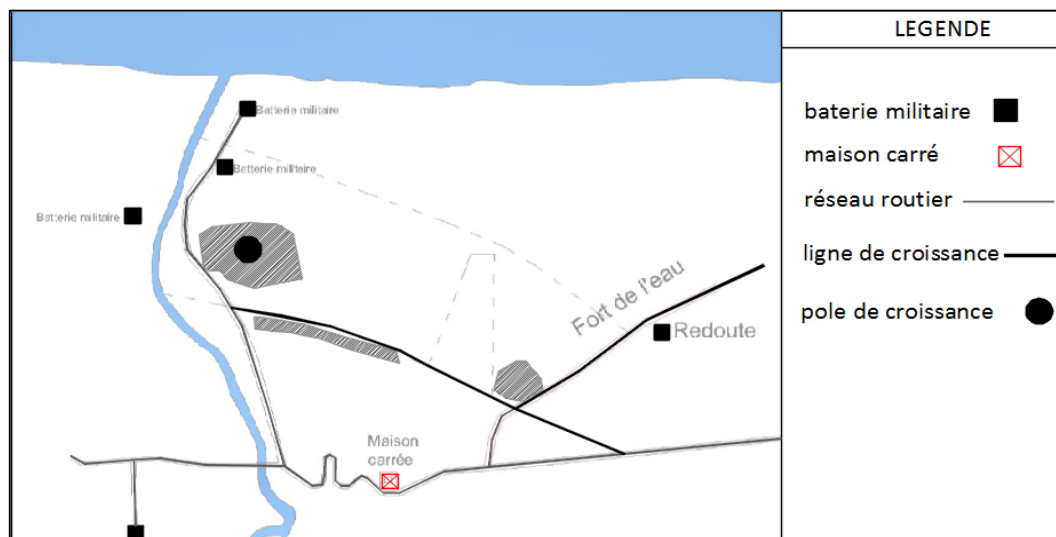 LEGENDE
Batterie militaire
Batterie militaire
Batterie militaire
Fort de l'eau
Redoute
Maison
carrée
baterie militaire
maison carré
réseau routier
ligne de croissance
pole de croissance